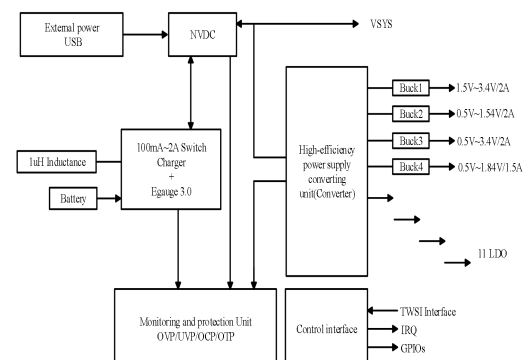 External power
USB
NVDC
VSYS
Buck1
1.5V~3.4V/2A
Buck2
0.5V~1.54V/2A
Buck3
0.5V~3.4V/2A
Buck4
0.5V~1.84V/1.5A
High-efficiency
power supply
converting
unit(Converter)
100mA~2A Switch
Charger
+
Egauge 3.0
1uH Inductance
Battery
11 LDO
Monitoring and protection Unit
OVP/UVP/OCP/OTP
Control interface
TWSI Interface
IRQ
GPIOs